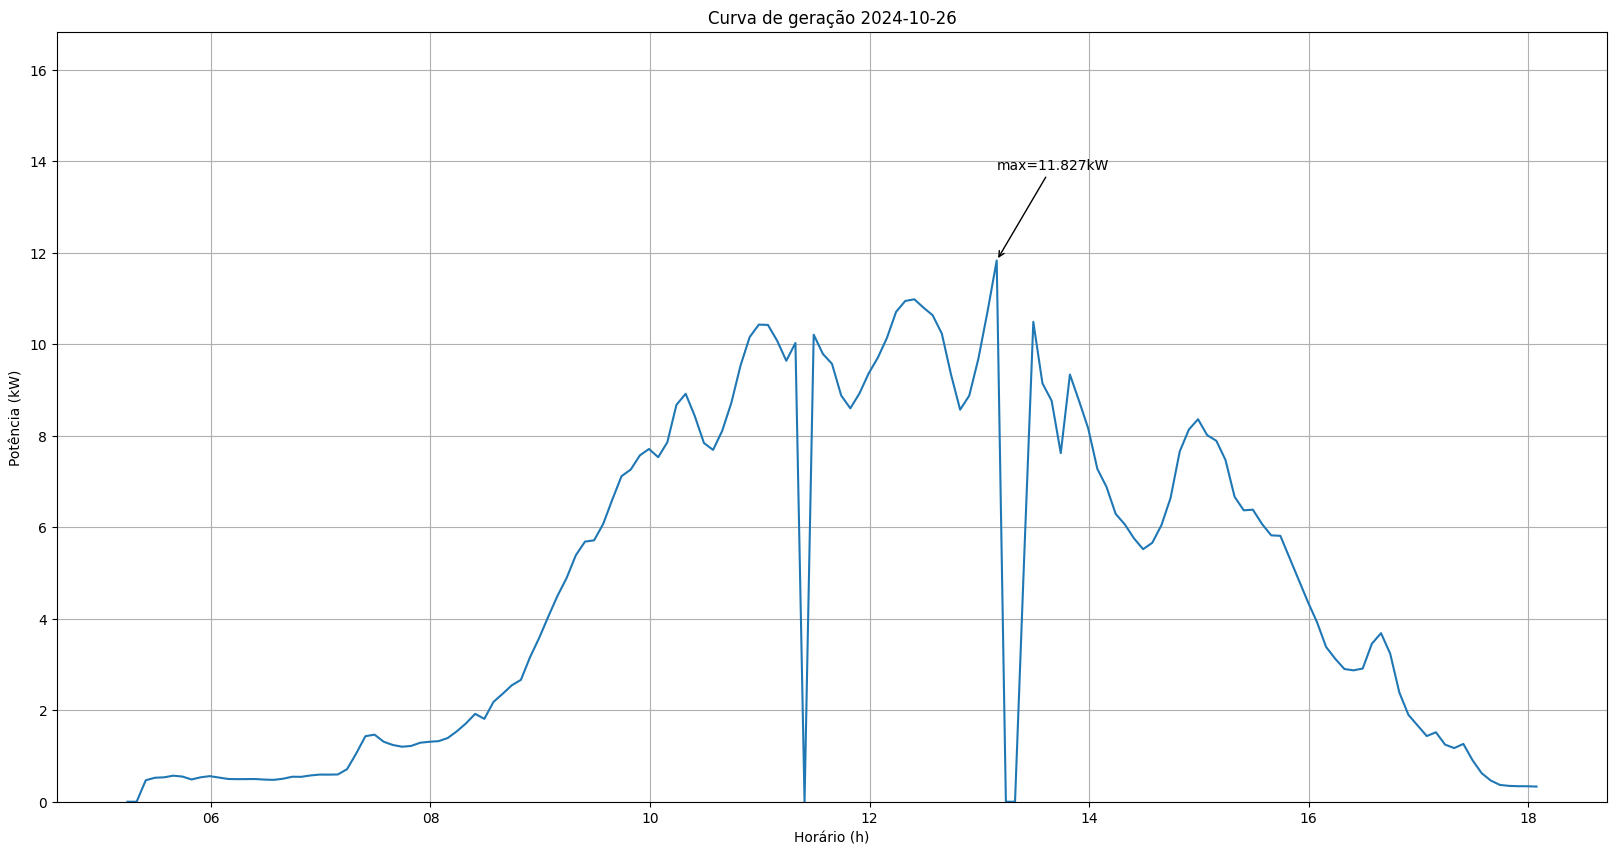 Curva de geração 2024-10-26
16
14
max=11.827kW
12
10
8
6
4
2
0
Potência (kW)
06 08 10 12 14 16 18
Horário (h)